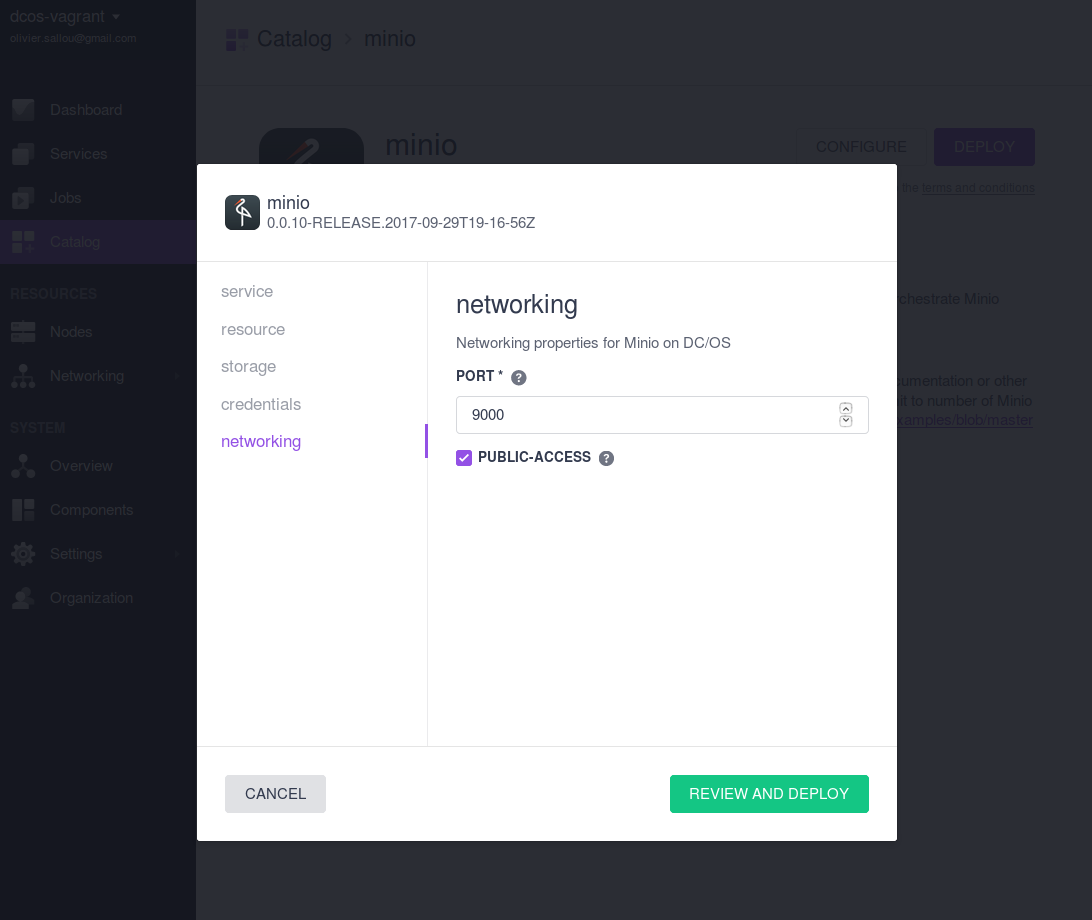 dcos-vagrant
olivier.sallou@gmail.com
Dashboard
Services
Jobs
Catalog
RESOURCES
Nodes
Networking
SYSTEM
Overview
Components
Settings
Organization
Catalog > minio
minio
CONFIGURE
DEPLOY
the terms and conditions
chestrate Minio
umentation or other
it to number of Minio
xamples/blob/master
minio
0.0.10-RELEASE.2017-09-29T19-16-56Z
service
resource
storage
credentials
networking
networking
Networking properties for Minio on DC/OS
PORT * ?
9000
PUBLIC-ACCESS ?
CANCEL
REVIEW AND DEPLOY